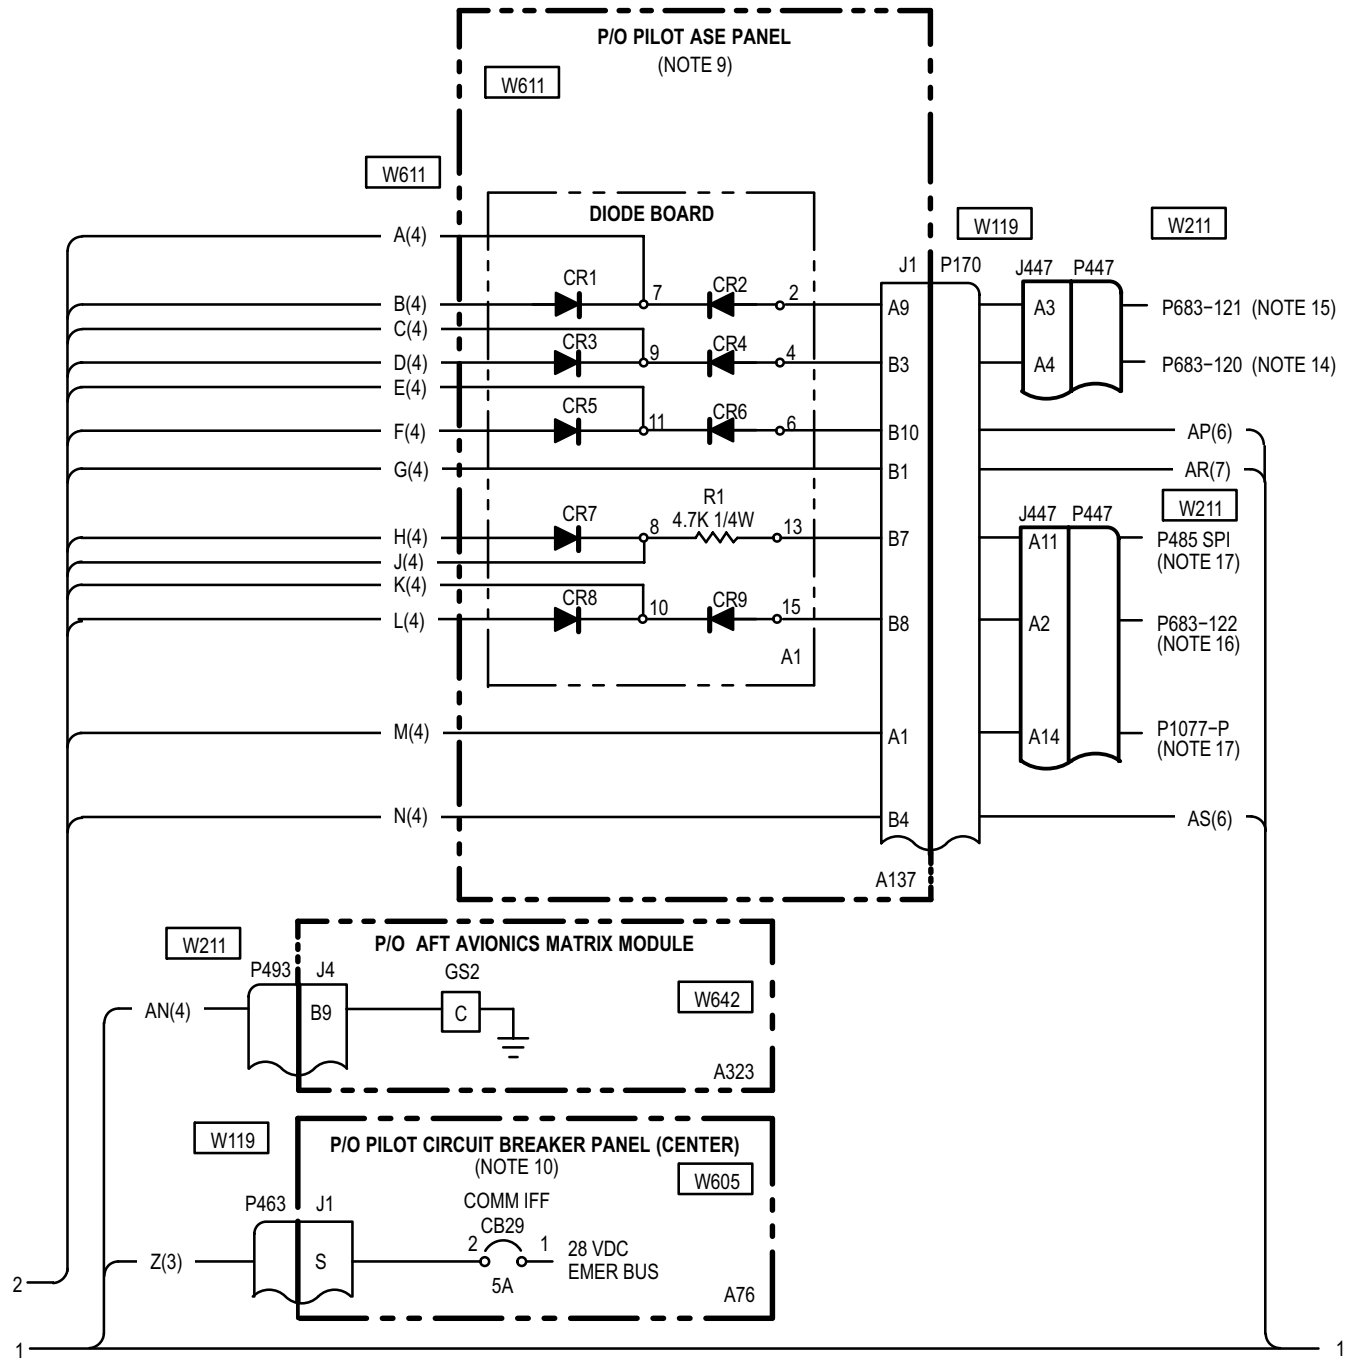 P/O PILOT ASE PANEL
(NOTE 9)
W611
W611
DIODE BOARD
W119
W211
A(4)
J1 P170
J447 P447
CR1
7
CR2
2
B(4)
A9
A3
P683−121 (NOTE 15)
C(4)
CR3
9
CR4
4
D(4)
B3
A4
P683−120 (NOTE 14)
E(4)
CR5
11
CR6
6
F(4)
B10
AP(6)
G(4)
B1
AR(7)
W211
R1
4.7K 1/4W
J447 P447
CR7
8
13
H(4)
B7
A11
P485 SPI
(NOTE 17)
J(4)
K(4)
CR8
10
CR9
15
L(4)
B8
A2
P683−122
(NOTE 16)
A1
M(4)
A1
A14
P1077−P
(NOTE 17)
N(4)
B4
AS(6)
A137
W211
P/O AFT AVIONICS MATRIX MODULE
P493 J4
GS2
W642
AN(4)
B9
C
A323
W119
P/O PILOT CIRCUIT BREAKER PANEL (CENTER)
(NOTE 10)
W605
P463 J1
COMM IFF
CB29
2
1
28 VDC
EMER BUS
Z(3)
S
5A
A76
2
1
1